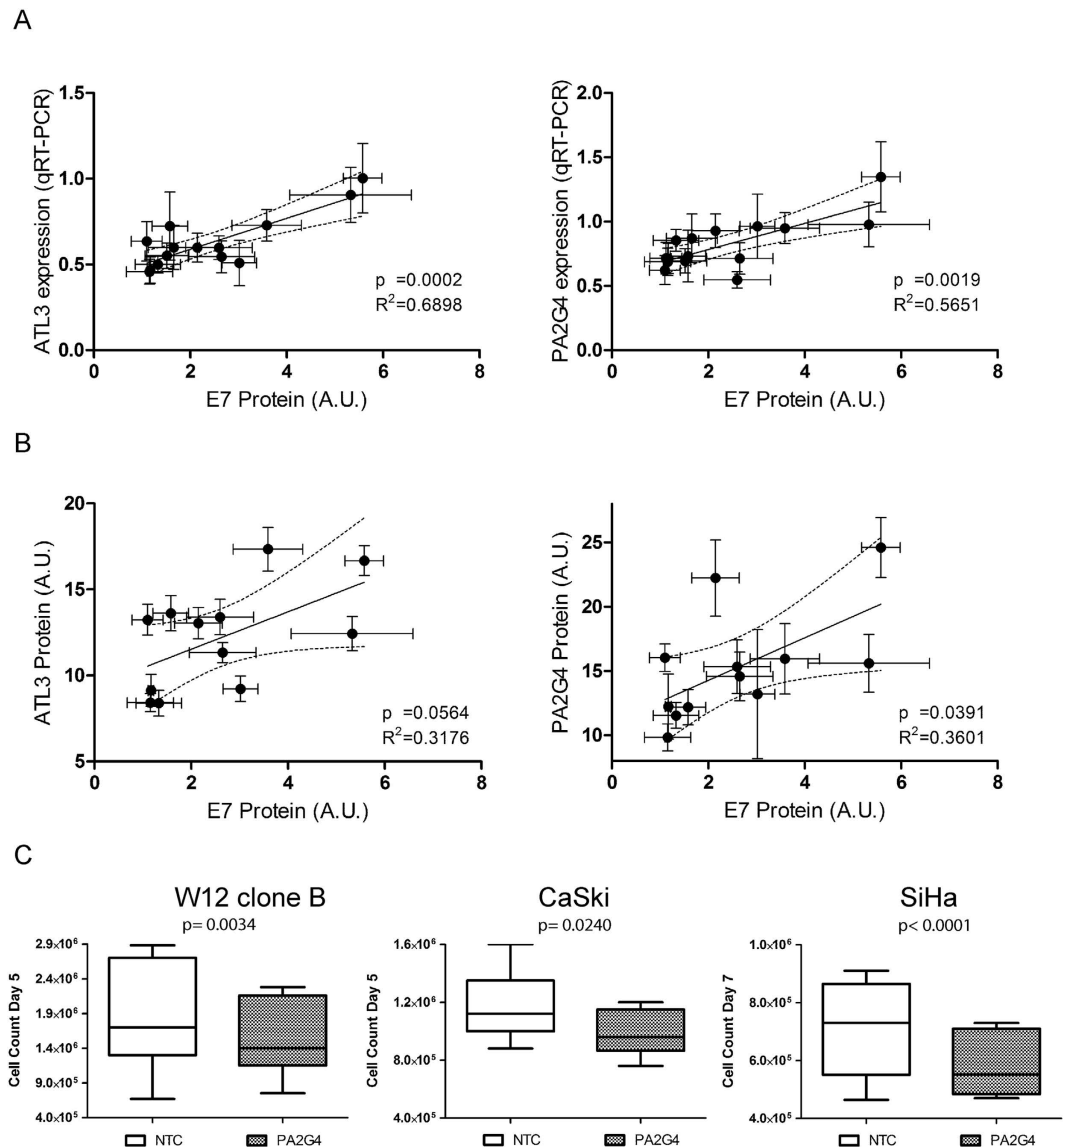 A
ATL3 expression (qRT-PCR)
1.5
1.0
0.5
0.0
0 2 4 6 8
E7 Protein (A.U.)
p =0.0002
R²=0.6898
PA2G4 expression (qRT-PCR)
2.0
1.5
1.0
0.5
0.0
0 2 4 6 8
E7 Protein (A.U.)
p =0.0019
R²=0.5651
B
ATL3 Protein (A.U.)
20
15
10
5
0 2 4 6 8
E7 Protein (A.U.)
p =0.0564
R²=0.3176
PA2G4 Protein (A.U.)
25
20
15
10
0 2 4 6 8
E7 Protein (A.U.)
p =0.0391
R²=0.3601
C
W12 clone B
p= 0.0034
Cell Count Day 5
2.9×10⁶
2.4×10⁶
1.9×10⁶
1.4×10⁶
9.0×10⁵
4.0×10⁵
NTC PA2G4
CaSki
p= 0.0240
Cell Count Day 5
1.6×10⁶
1.2×10⁶
8.0×10⁵
4.0×10⁵
NTC PA2G4
SiHa
p< 0.0001
Cell Count Day 7
1.0×10⁶
8.0×10⁵
6.0×10⁵
4.0×10⁵
NTC PA2G4